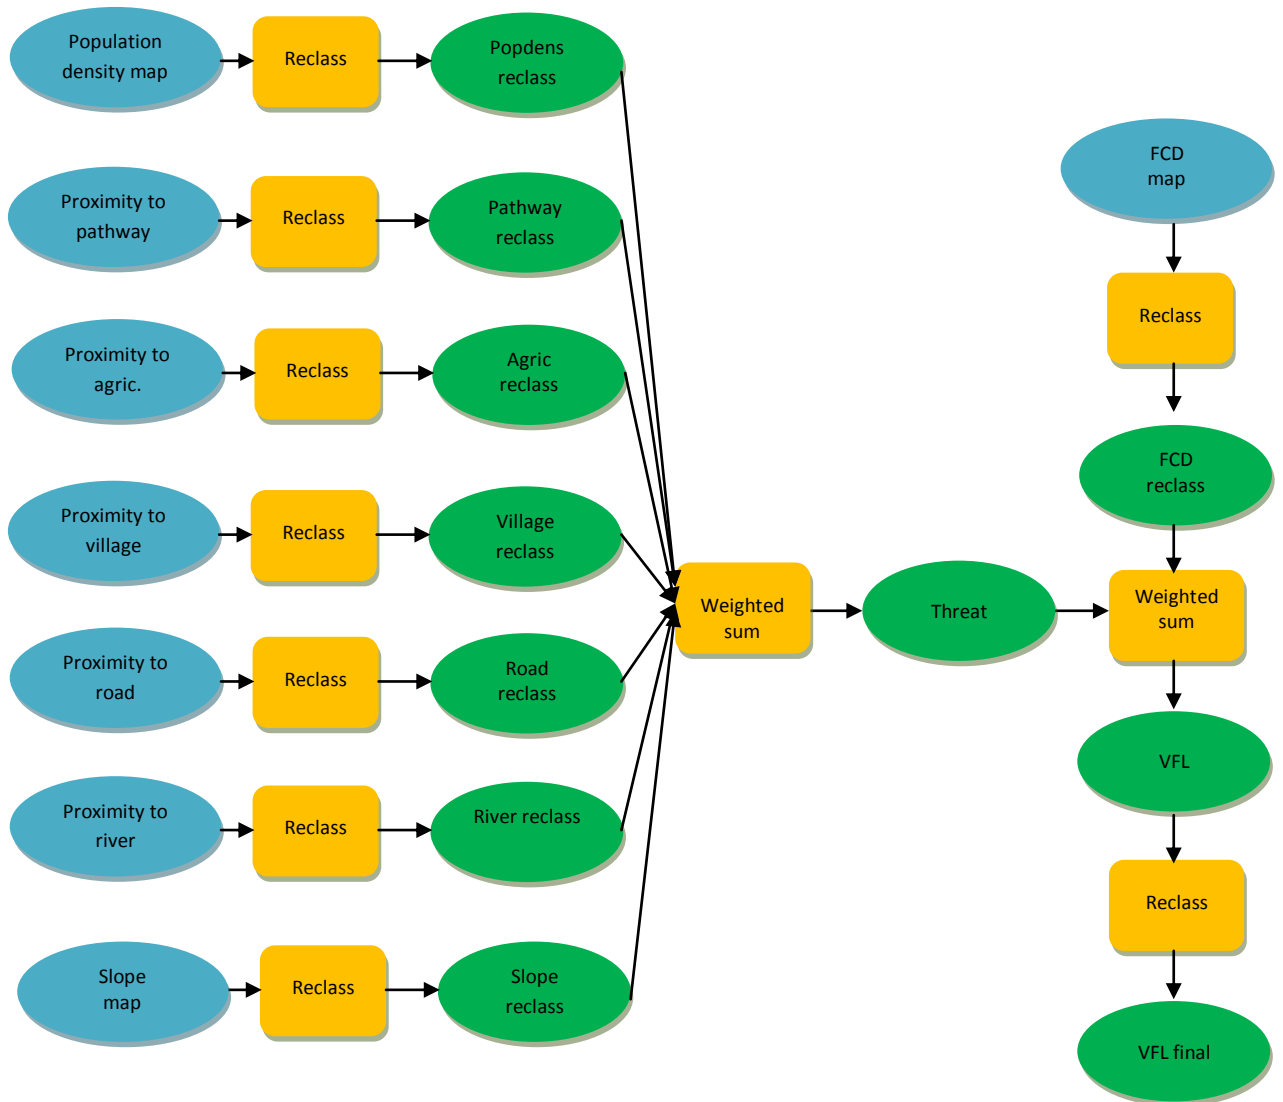 Population
density map
Reclass
Popdens
reclass
Proximity to
pathway
Reclass
Pathway
reclass
Proximity to
agric.
Reclass
Agric
reclass
Proximity to
village
Reclass
Village
reclass
Proximity to
road
Reclass
Road
reclass
Proximity to
river
Reclass
River reclass
Slope
map
Reclass
Slope
reclass
Weighted
sum
Threat
FCD
map
Reclass
FCD
reclass
Weighted
sum
VFL
Reclass
VFL final